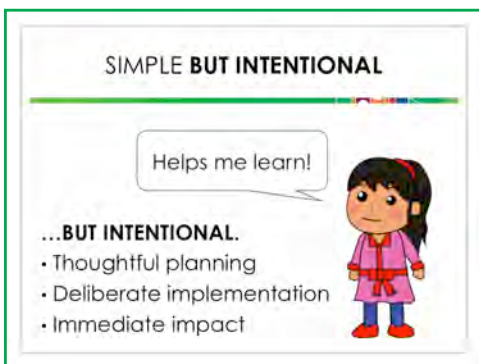 SIMPLE BUT INTENTIONAL
Helps me learn!
...BUT INTENTIONAL.
• Thoughtful planning
• Deliberate implementation
• Immediate impact